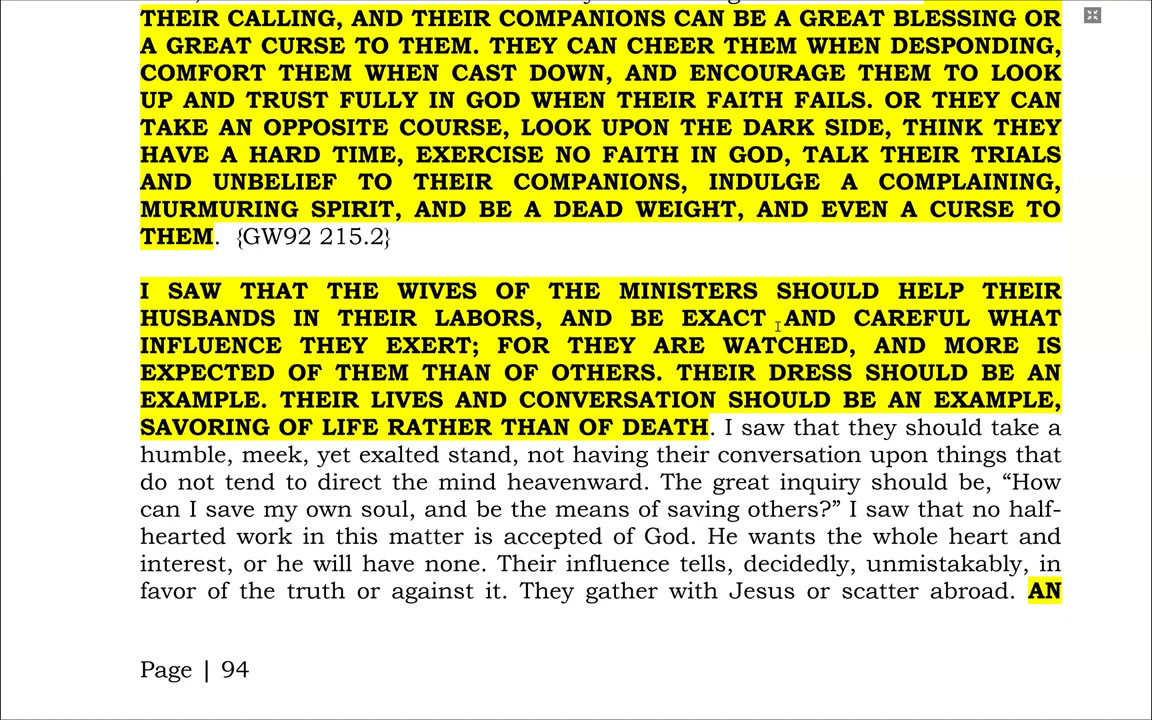 THEIR CALLING, AND THEIR COMPANIONS CAN BE A GREAT BLESSING OR
A GREAT CURSE TO THEM. THEY CAN CHEER THEM WHEN DESPONDING,
COMFORT THEM WHEN CAST DOWN, AND ENCOURAGE THEM TO LOOK
UP AND TRUST FULLY IN GOD WHEN THEIR FAITH FAILS. OR THEY CAN
TAKE AN OPPOSITE COURSE, LOOK UPON THE DARK SIDE, THINK THEY
HAVE A HARD TIME, EXERCISE NO FAITH IN GOD, TALK THEIR TRIALS
AND UNBELIEF TO THEIR COMPANIONS, INDULGE A COMPLAINING,
MURMURING SPIRIT, AND BE A DEAD WEIGHT, AND EVEN A CURSE TO
THEM. {GW92 215.2}
I SAW THAT THE WIVES OF THE MINISTERS SHOULD HELP THEIR
HUSBANDS IN THEIR LABORS, AND BE EXACT AND CAREFUL WHAT
INFLUENCE THEY EXERT; FOR THEY ARE WATCHED, AND MORE IS
EXPECTED OF THEM THAN OF OTHERS. THEIR DRESS SHOULD BE AN
EXAMPLE. THEIR LIVES AND CONVERSATION SHOULD BE AN EXAMPLE,
SAVORING OF LIFE RATHER THAN OF DEATH. I saw that they should take a
humble, meek, yet exalted stand, not having their conversation upon things that
do not tend to direct the mind heavenward. The great inquiry should be, “How
can I save my own soul, and be the means of saving others?” I saw that no half-
hearted work in this matter is accepted of God. He wants the whole heart and
interest, or he will have none. Their influence tells, decidedly, unmistakably, in
favor of the truth or against it. They gather with Jesus or scatter abroad. AN
Page | 94